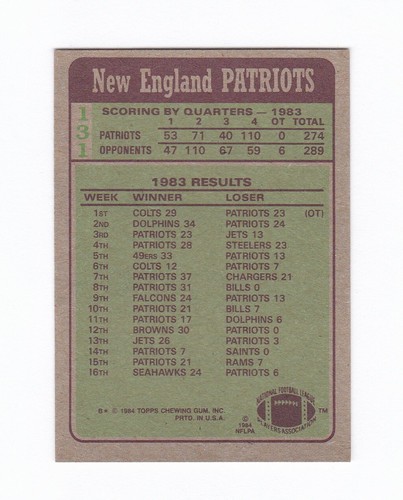 New England PATRIOTS
131
SCORING BY QUARTERS — 1983
1 2 3 4 OT TOTAL
PATRIOTS 53 71 40 110 0 274
OPPONENTS 47 110 67 59 6 289
1983 RESULTS
WEEK WINNER LOSER
1ST COLTS 29 PATRIOTS 23 (OT)
2ND DOLPHINS 34 PATRIOTS 24
3RD PATRIOTS 23 JETS 13
4TH PATRIOTS 28 STEELERS 23
5TH 49ERS 33 PATRIOTS 13
6TH COLTS 12 PATRIOTS 7
7TH PATRIOTS 37 CHARGERS 21
8TH PATRIOTS 31 BILLS 0
9TH FALCONS 24 PATRIOTS 13
10TH PATRIOTS 21 BILLS 7
11TH PATRIOTS 17 DOLPHINS 6
12TH BROWNS 30 PATRIOTS 0
13TH JETS 26 PATRIOTS 3
14TH PATRIOTS 7 SAINTS 0
15TH PATRIOTS 21 RAMS 7
16TH SEAHAWKS 24 PATRIOTS 6
B* © 1984 TOPPS CHEWING GUM, INC.
PRTD. IN U.S.A.
NATIONAL FOOTBALL LEAGUE
PLAYERS ASSOCIATION
TM
© 1984
NFLPA